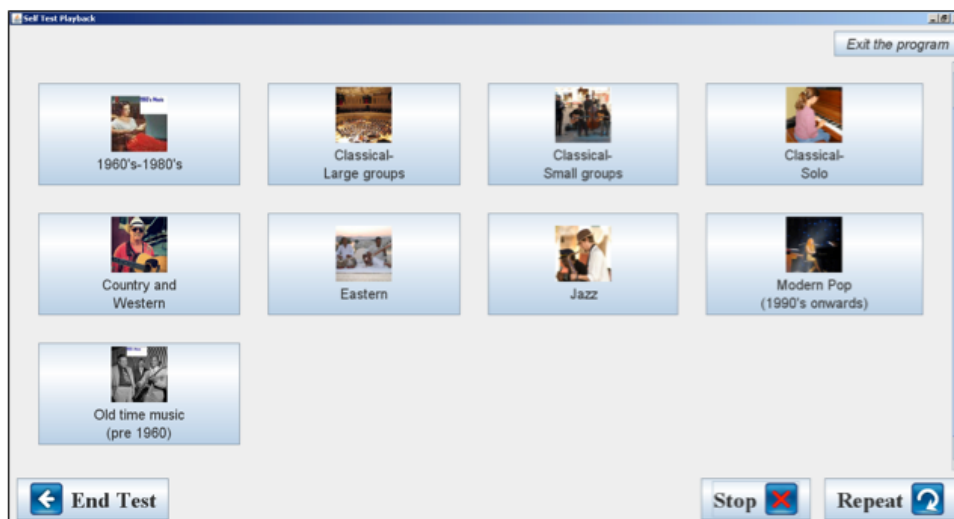 Self Test Playback
Exit the program
1960's-1980's
Classical-
Large groups
Classical-
Small groups
Classical-
Solo
Country and
Western
Eastern
Jazz
Modern Pop
(1990's onwards)
Old time music
(pre 1960)
End Test
Stop
Repeat